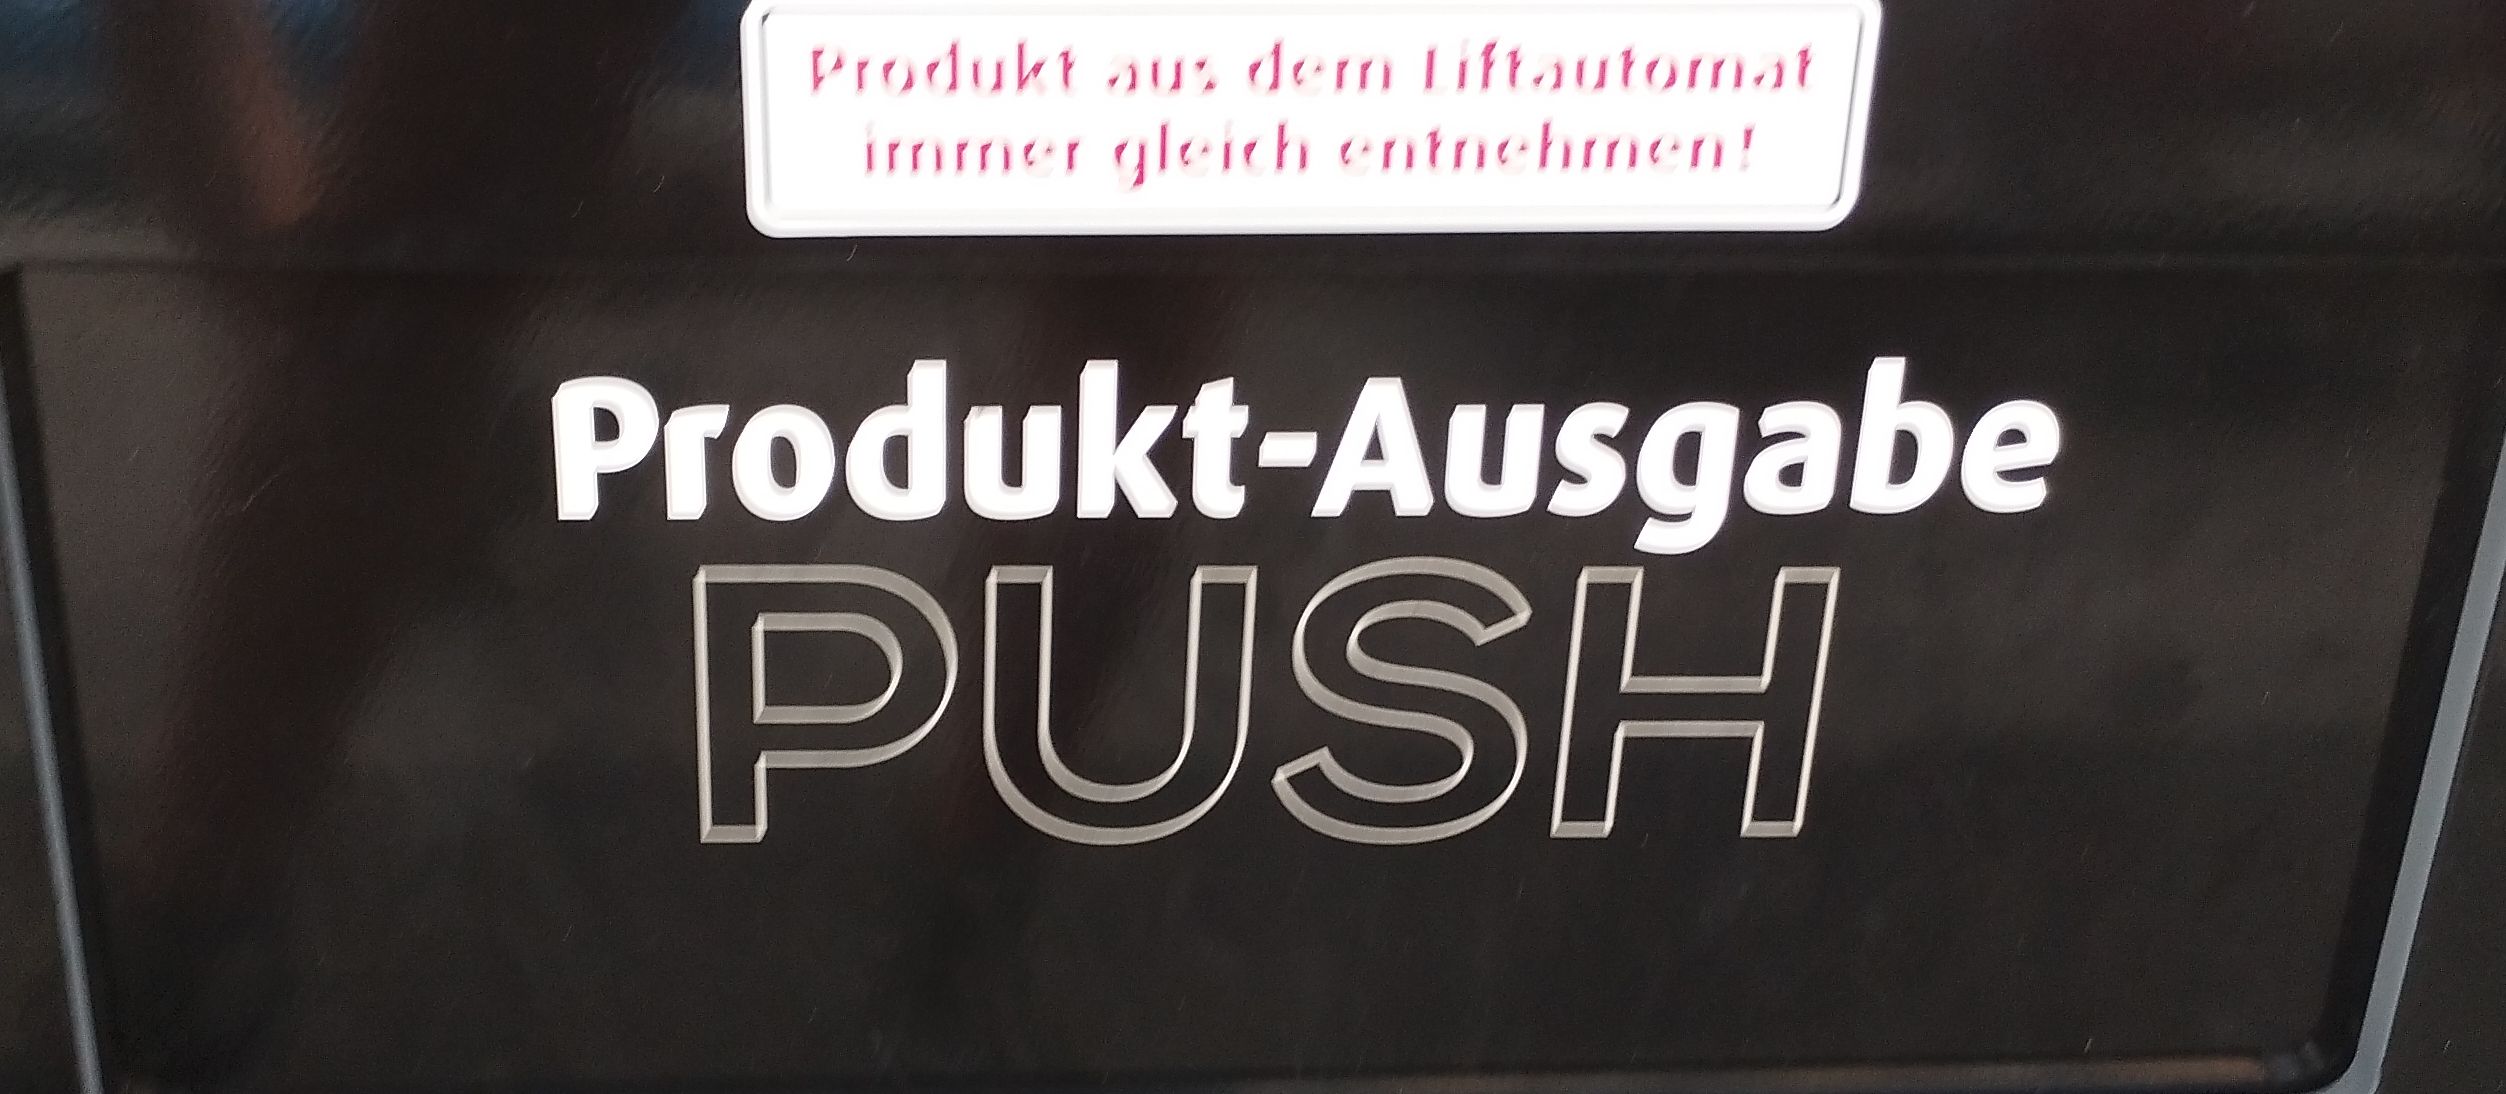 Produkt aus dem Liftautomat
immer gleich entnehmen!
Produkt-Ausgabe
PUSH